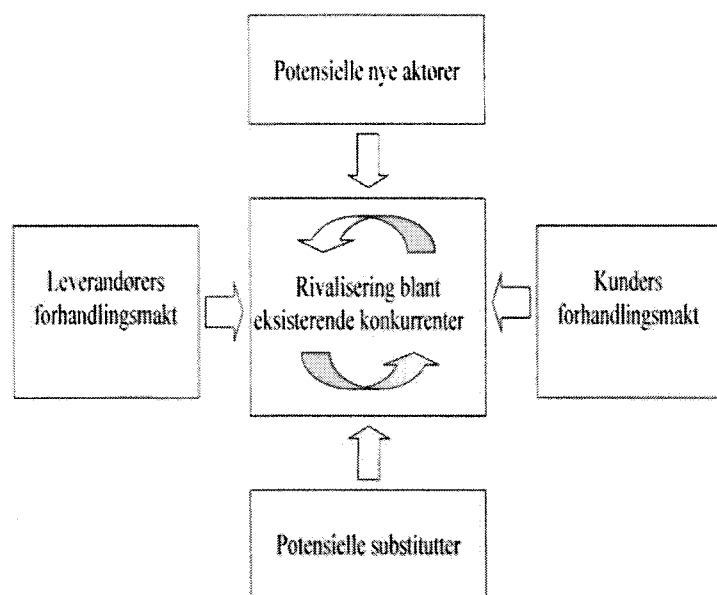 Potensielle nye aktører
Leverandørers
forhandlingsmakt
Rivalisering blant
eksisterende konkurrenter
Kunders
forhandlingsmakt
Potensielle substitutter